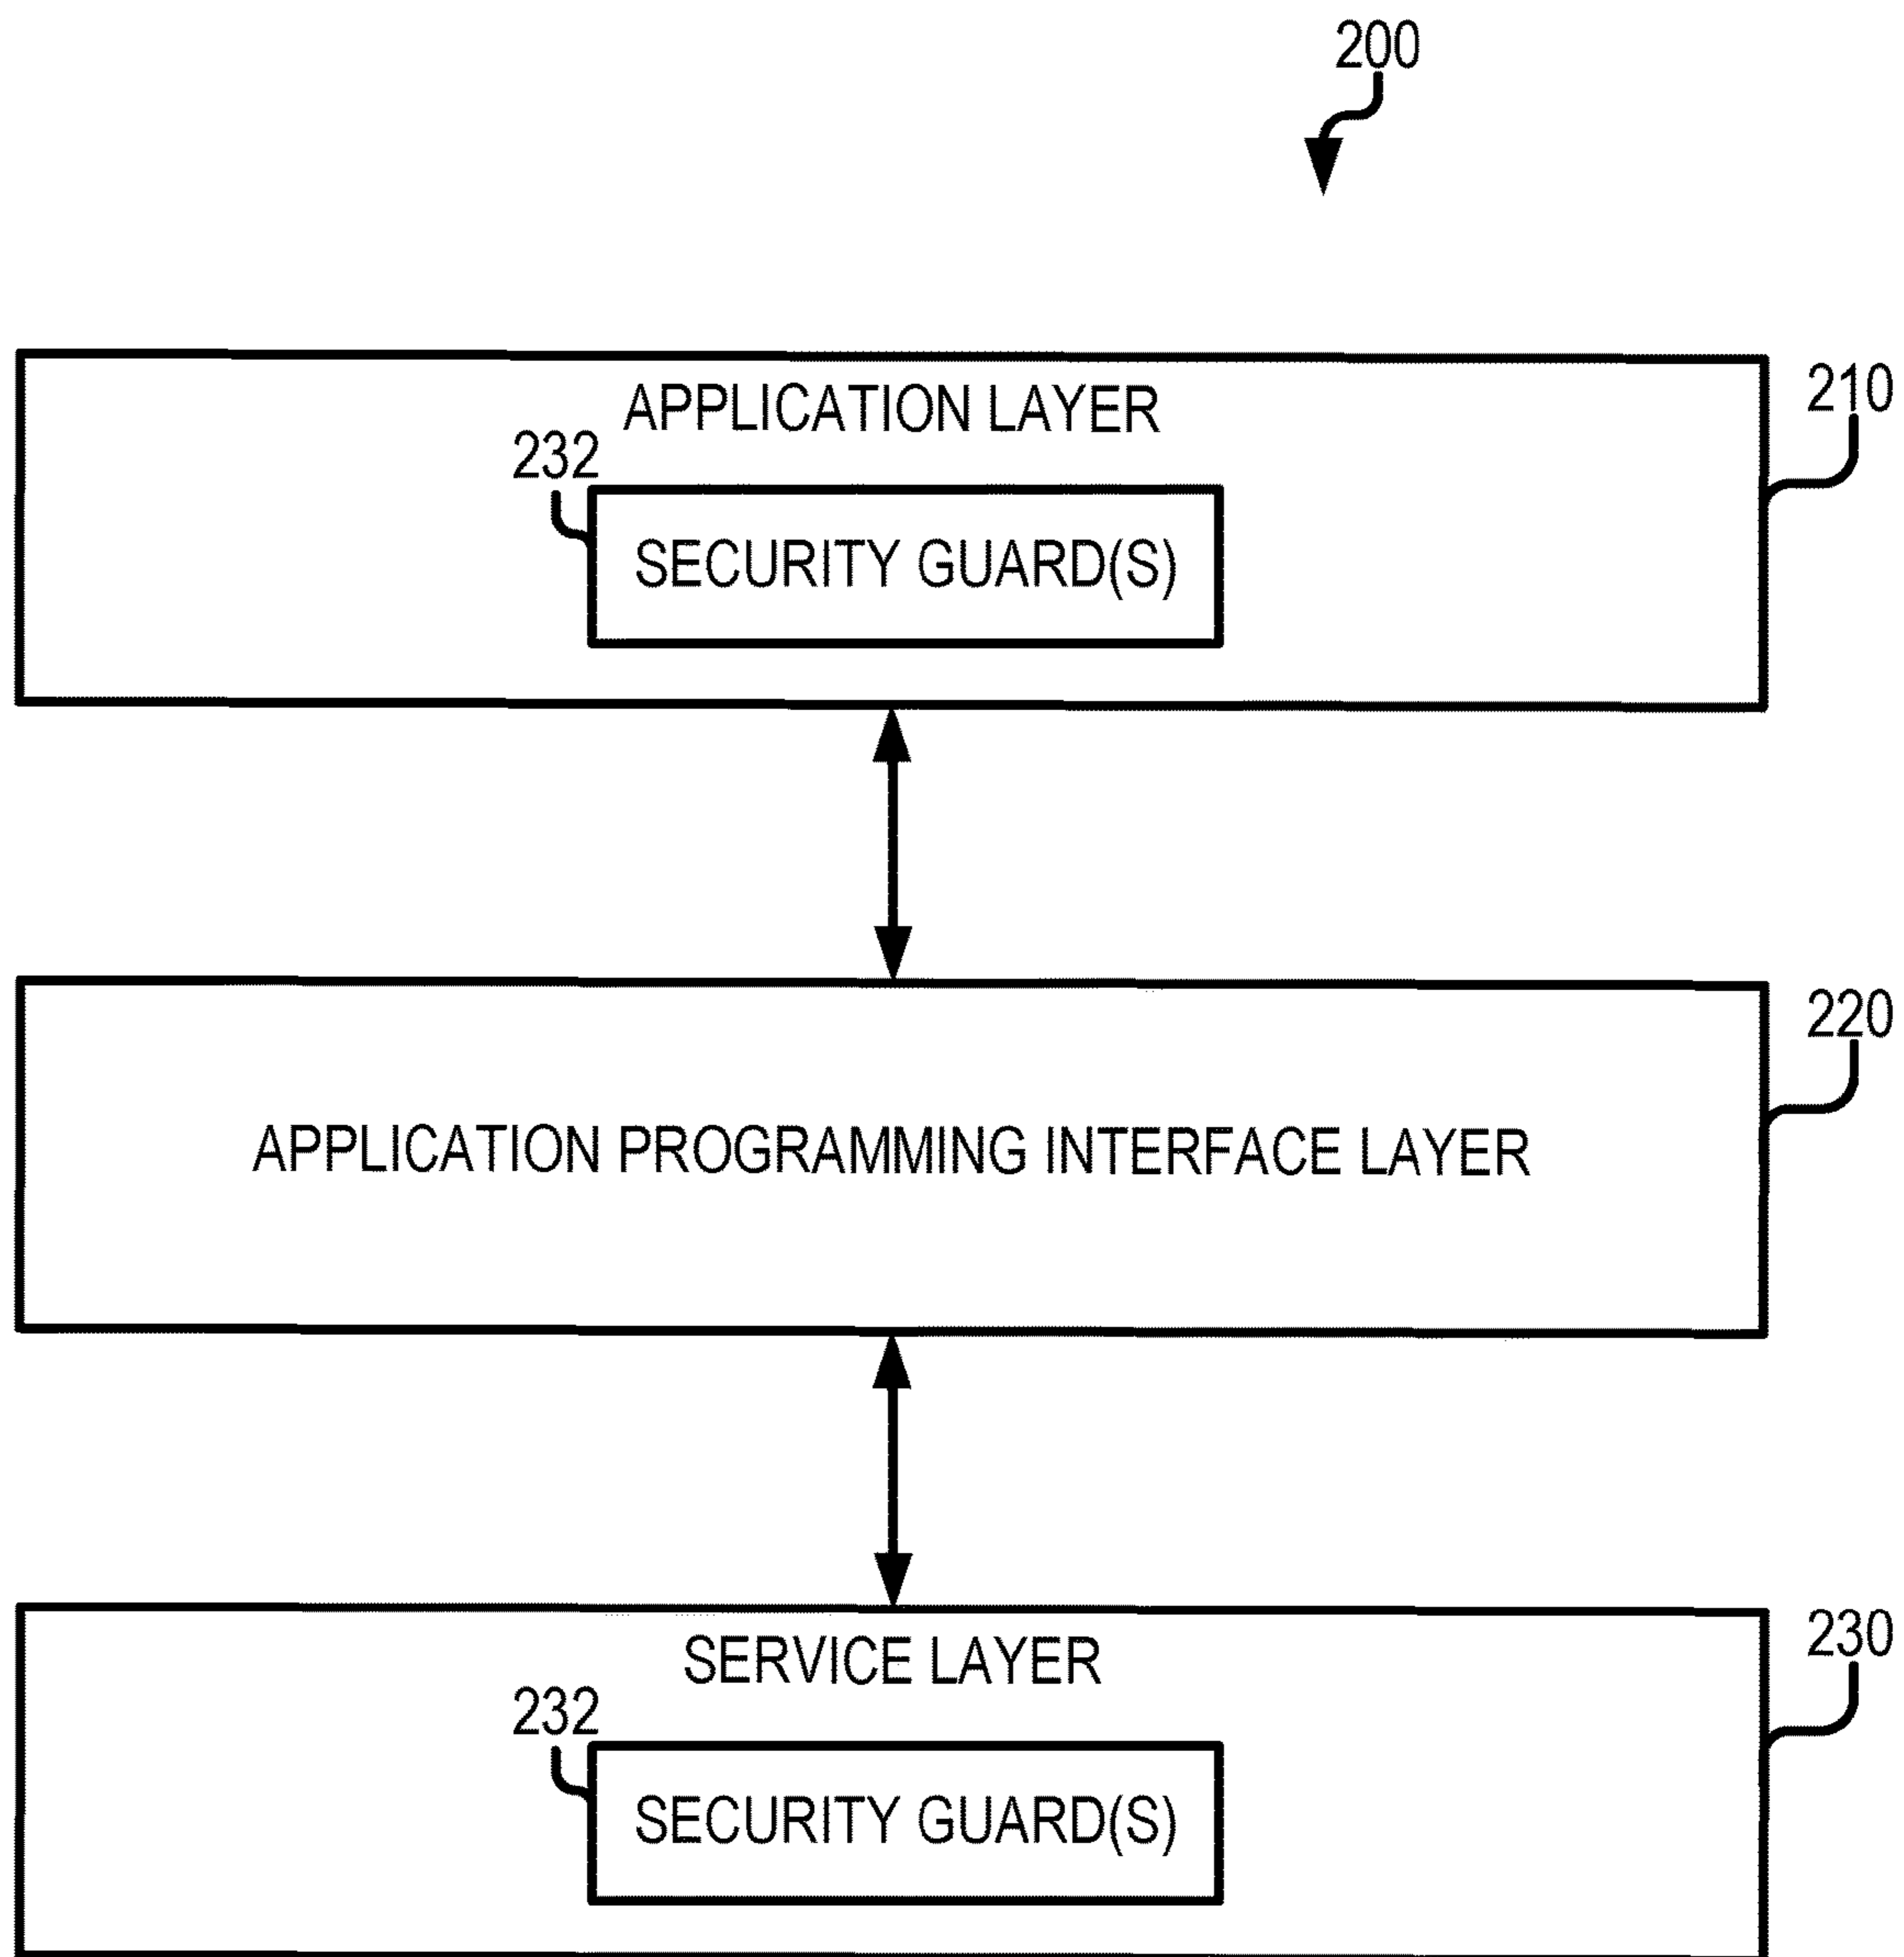 200
APPLICATION LAYER
210
232
SECURITY GUARD(S)
220
APPLICATION PROGRAMMING INTERFACE LAYER
SERVICE LAYER
230
232
SECURITY GUARD(S)